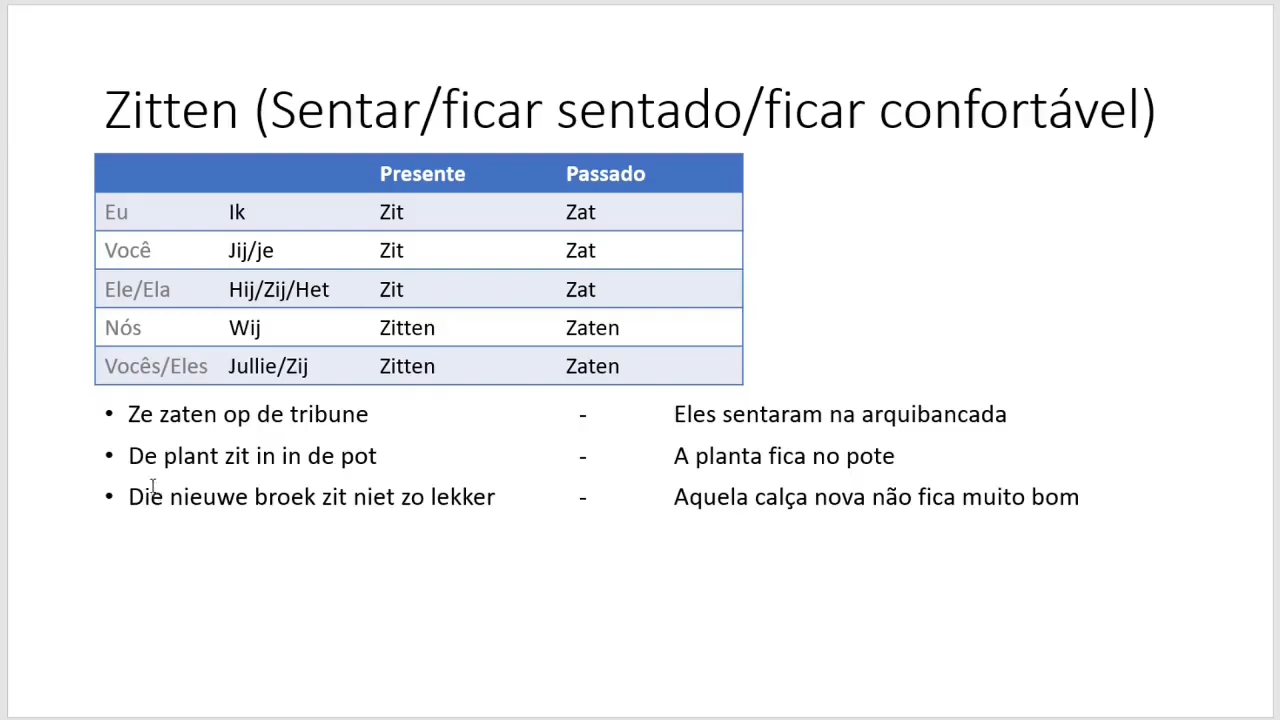 Zitten (Sentar/ficar sentado/ficar confortável)
Presente Passado
Eu Ik Zit Zat
Você Jij/je Zit Zat
Ele/Ela Hij/Zij/Het Zit Zat
Nós Wij Zitten Zaten
Vocês/Eles Jullie/Zij Zitten Zaten
• Ze zaten op de tribune - Eles sentaram na arquibancada
• De plant zit in in de pot - A planta fica no pote
• Die nieuwe broek zit niet zo lekker - Aquela calça nova não fica muito bom